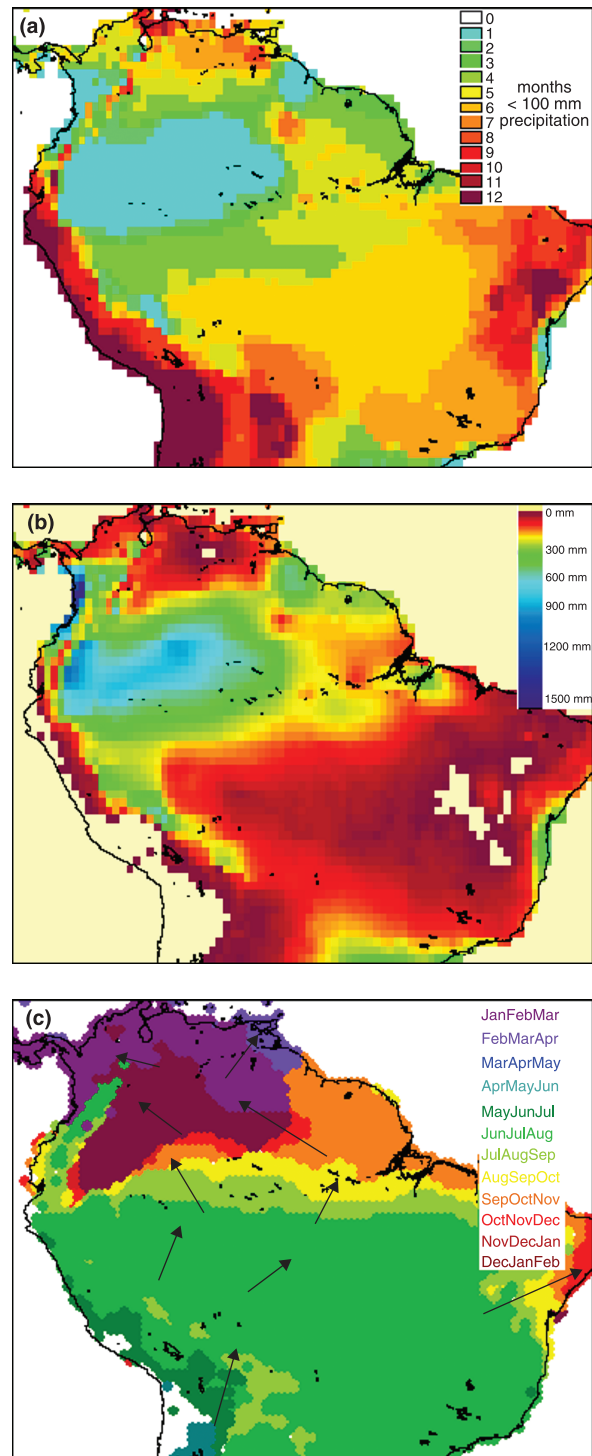 (a)
0
1
2
3
4
5
6
7
8
9
10
11
12
months
< 100 mm
precipitation
(b)
0 mm
300 mm
600 mm
900 mm
1200 mm
1500 mm
(c)
JanFebMar
FebMarApr
MarAprMay
AprMayJun
MayJunJul
JunJulAug
JulAugSep
AugSepOct
SepOctNov
OctNovDec
NovDecJan
DecJanFeb